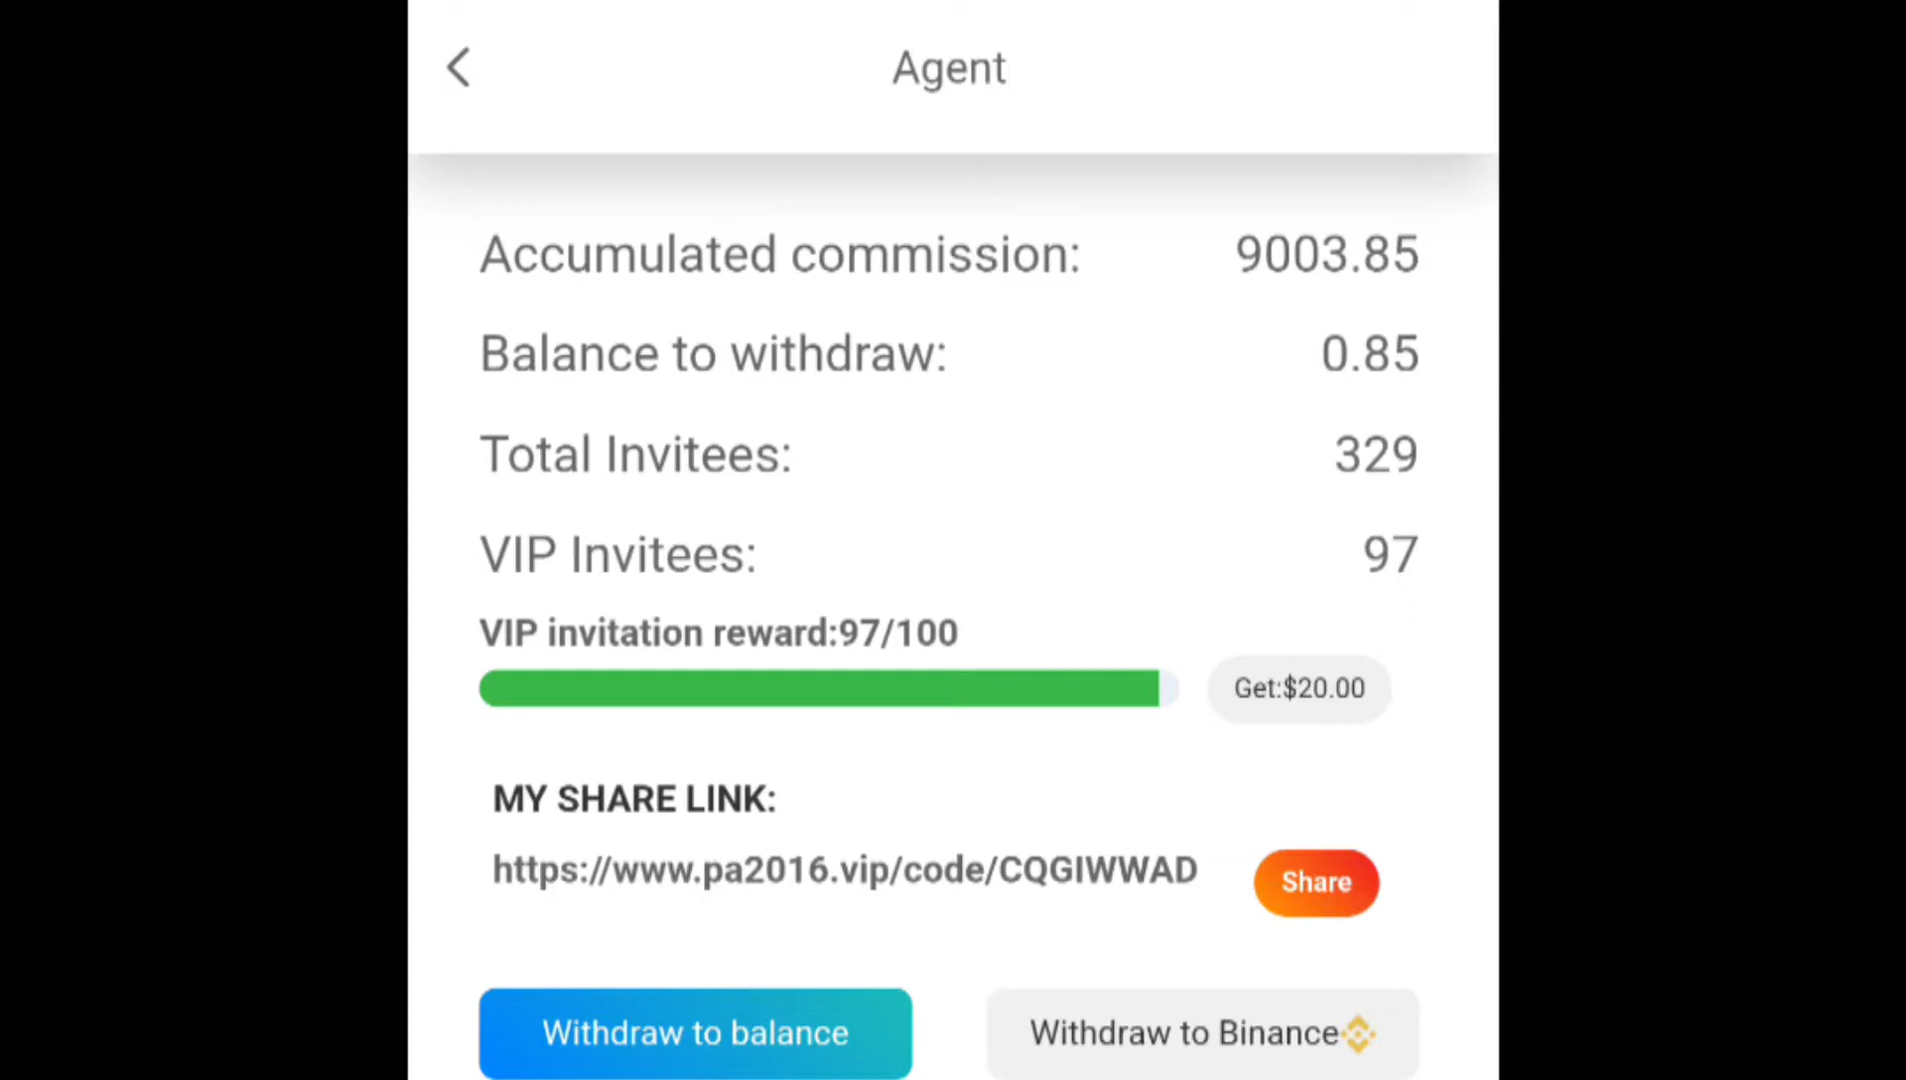 Agent
Accumulated commission: 9003.85
Balance to withdraw: 0.85
Total Invitees: 329
VIP Invitees: 97
VIP invitation reward:97/100
Get:$20.00
MY SHARE LINK:
https://www.pa2016.vip/code/CQGIWWAD
Share
Withdraw to balance
Withdraw to Binance